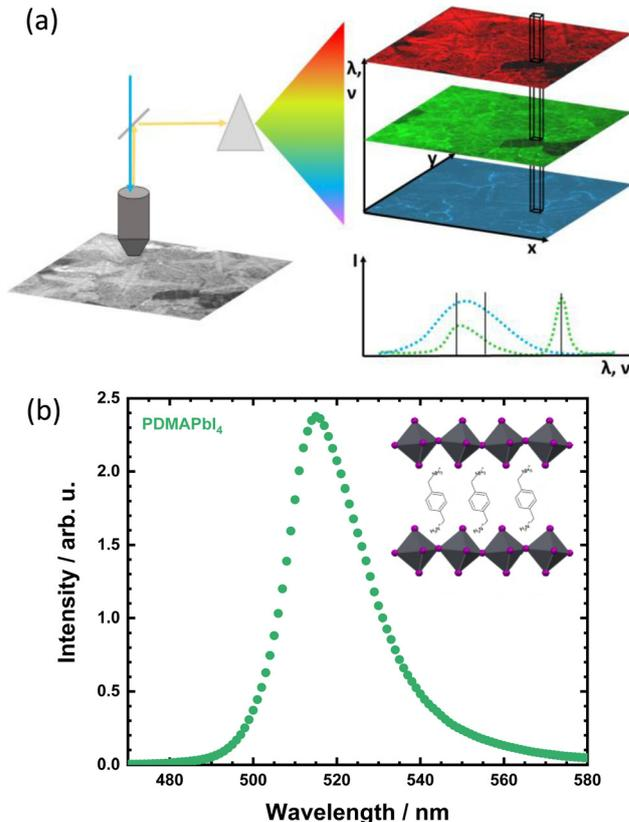 (a)
λ,
ν
y
x
I
λ, ν
(b)
PDMAPbI₄
2.5
2.0
1.5
1.0
0.5
0.0
Intensity / arb. u.
480 500 520 540 560 580
Wavelength / nm